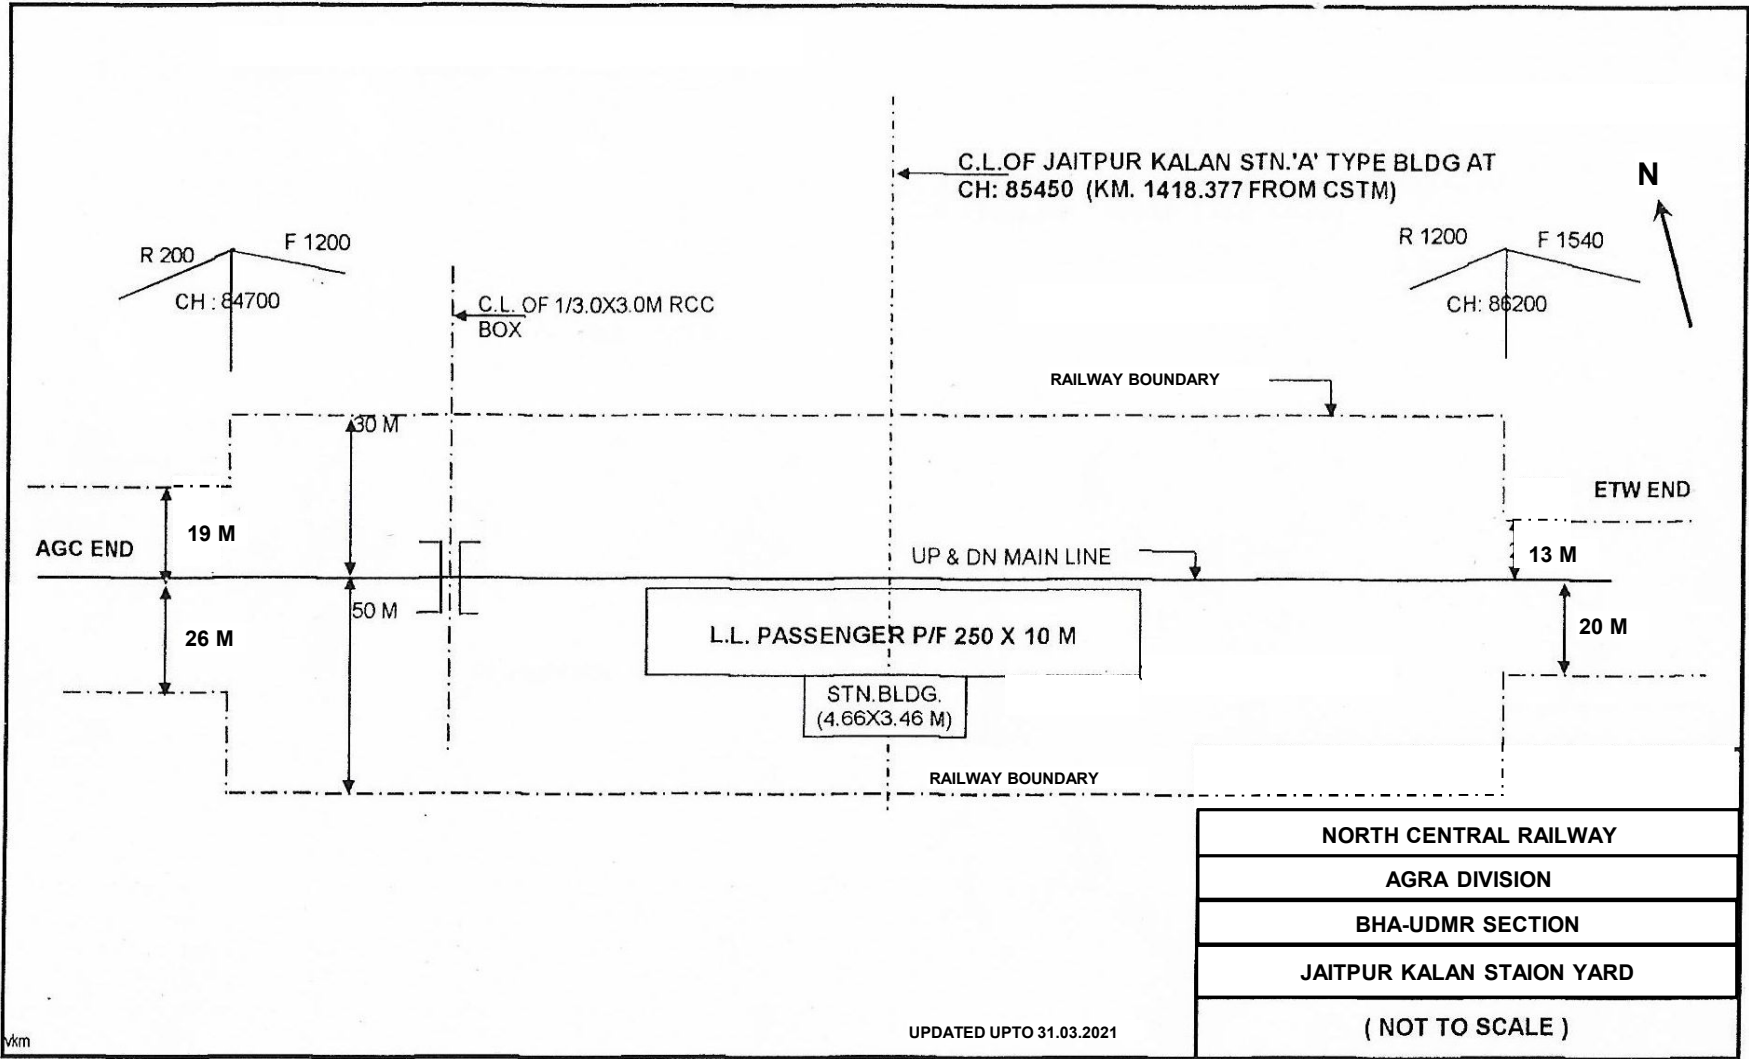 C.L.OF JAITPUR KALAN STN.'A' TYPE BLDG AT
CH: 85450 (KM. 1418.377 FROM CSTM)
N
R 200
F 1200
CH : 84700
R 1200
F 1540
CH: 86200
C.L. OF 1/3.0X3.0M RCC
BOX
RAILWAY BOUNDARY
30 M
ETW END
19 M
AGC END
UP & DN MAIN LINE
13 M
50 M
26 M
L.L. PASSENGER P/F 250 X 10 M
20 M
STN.BLDG.
(4.66X3.46 M)
RAILWAY BOUNDARY
NORTH CENTRAL RAILWAY
AGRA DIVISION
BHA-UDMR SECTION
JAITPUR KALAN STAION YARD
( NOT TO SCALE )
UPDATED UPTO 31.03.2021
vkm